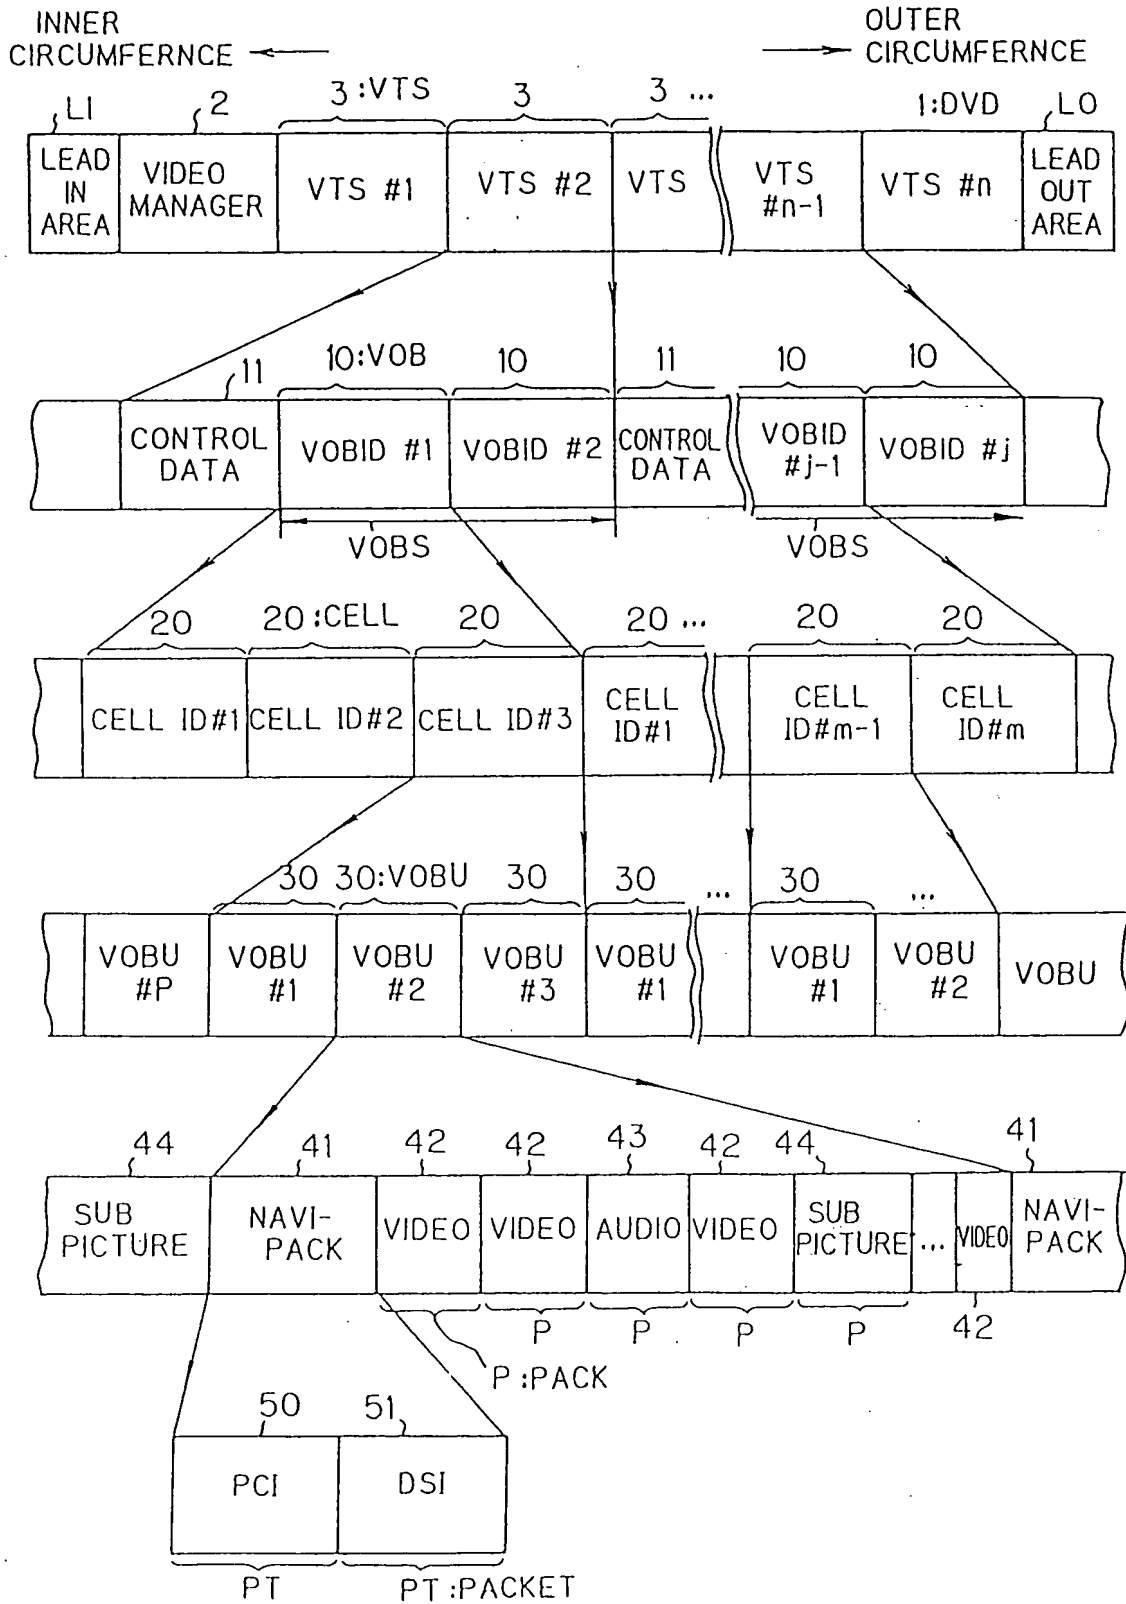 INNER
CIRCUMFERNCE
OUTER
CIRCUMFERNCE
LI 2 3:VTS 3 3 ... 1:DVD LO
LEAD IN AREA
VIDEO MANAGER
VTS #1
VTS #2
VTS
VTS #n-1
VTS #n
LEAD OUT AREA
11 10:VOB 10 11 10 10
CONTROL DATA
VOBID #1
VOBID #2
CONTROL DATA
VOBID #j-1
VOBID #j
VOBS VOBS
20 20:CELL 20 20 ... 20 20
CELL ID#1
CELL ID#2
CELL ID#3
CELL ID#1
CELL ID#m-1
CELL ID#m
30 30:VOBU 30 30 ... 30 ...
VOBU #P
VOBU #1
VOBU #2
VOBU #3
VOBU #1
VOBU #1
VOBU #2
VOBU
44 41 42 42 43 42 44 41
SUB PICTURE
NAVI-PACK
VIDEO
VIDEO
AUDIO
VIDEO
SUB PICTURE
...
VIDEO
NAVI-PACK
P P P P 42
P:PACK
50 51
PCI DSI
PT PT:PACKET